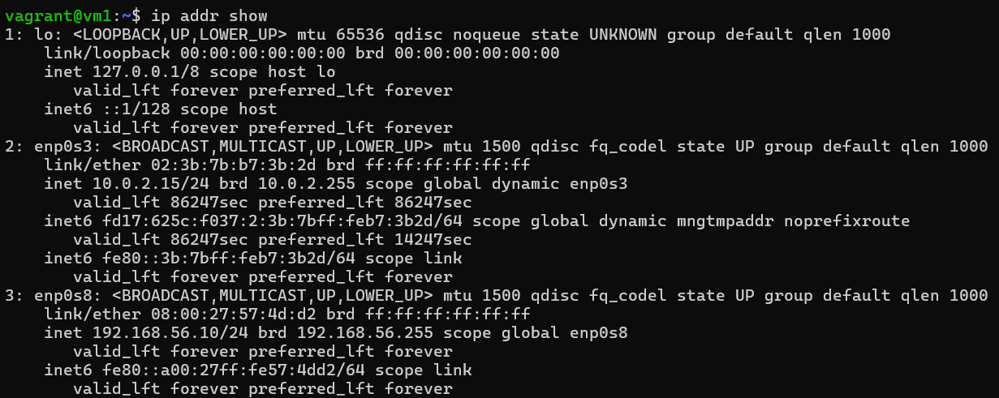 vagrant@vm1:~$ ip addr show
1: lo: <LOOPBACK,UP,LOWER_UP> mtu 65536 qdisc noqueue state UNKNOWN group default qlen 1000
    link/loopback 00:00:00:00:00:00 brd 00:00:00:00:00:00
    inet 127.0.0.1/8 scope host lo
       valid_lft forever preferred_lft forever
    inet6 ::1/128 scope host
       valid_lft forever preferred_lft forever
2: enp0s3: <BROADCAST,MULTICAST,UP,LOWER_UP> mtu 1500 qdisc fq_codel state UP group default qlen 1000
    link/ether 02:3b:7b:b7:3b:2d brd ff:ff:ff:ff:ff:ff
    inet 10.0.2.15/24 brd 10.0.2.255 scope global dynamic enp0s3
       valid_lft 86247sec preferred_lft 86247sec
    inet6 fd17:625c:f037:2:3b:7bff:feb7:3b2d/64 scope global dynamic mngtmpaddr noprefixroute
       valid_lft 86247sec preferred_lft 14247sec
    inet6 fe80::3b:7bff:feb7:3b2d/64 scope link
       valid_lft forever preferred_lft forever
3: enp0s8: <BROADCAST,MULTICAST,UP,LOWER_UP> mtu 1500 qdisc fq_codel state UP group default qlen 1000
    link/ether 08:00:27:57:4d:d2 brd ff:ff:ff:ff:ff:ff
    inet 192.168.56.10/24 brd 192.168.56.255 scope global enp0s8
       valid_lft forever preferred_lft forever
    inet6 fe80::a00:27ff:fe57:4dd2/64 scope link
       valid_lft forever preferred_lft forever